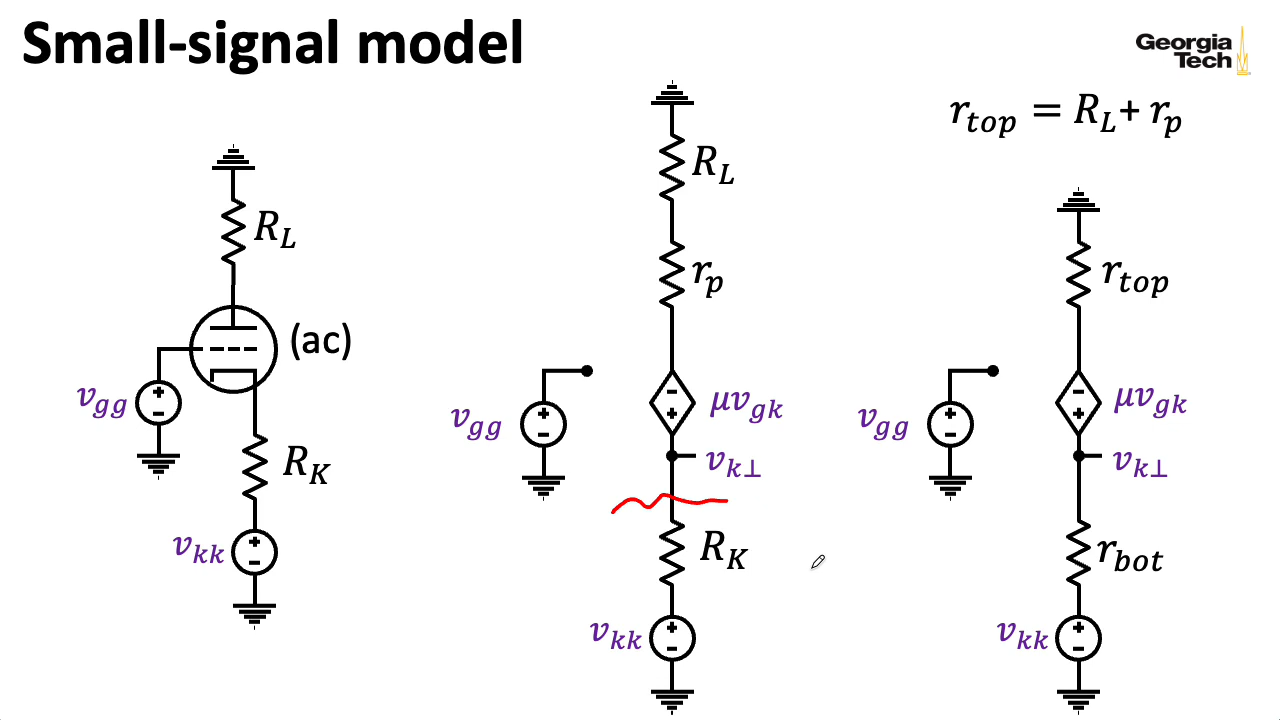 Small-signal model
Georgia
Tech
r_top = R_L + r_p
R_L
(ac)
v_gg
R_K
v_kk
R_L
r_p
μv_gk
v_gg
v_k⊥
R_K
v_kk
r_top
μv_gk
v_gg
v_k⊥
r_bot
v_kk